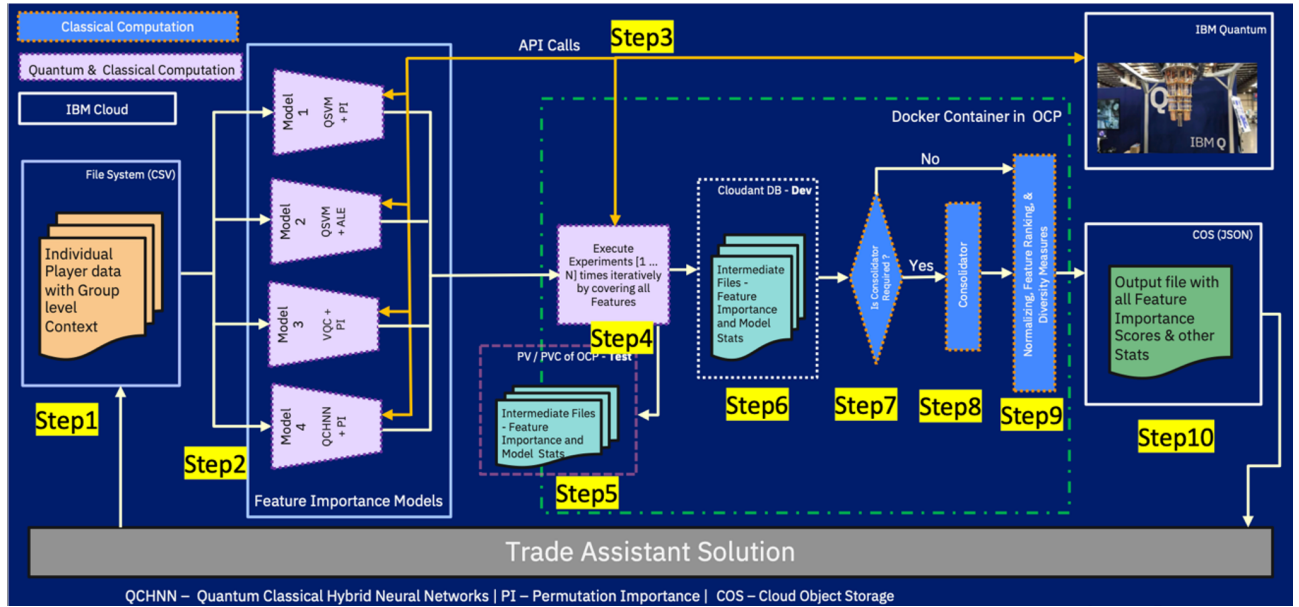 Classical Computation
Quantum & Classical Computation
IBM Cloud
File System (CSV)
Individual
Player data
with Group
level
Context
Step1
Step2
Model
1
QSVM
+ PI
Model
2
QSVM
+ ALE
Model
3
VQC +
PI
Model
4
QCHNN
+ PI
Feature Importance Models
API Calls
Step3
IBM Quantum
Q
IBM Q
Docker Container in OCP
Execute
Experiments [1 ...
N] times iteratively
by covering all
Features
Step4
PV / PVC of OCP - Test
Intermediate Files
- Feature
Importance and
Model Stats
Step5
Cloudant DB - Dev
Intermediate
Files -
Feature
Importance
and Model
Stats
Step6
Is Consolidator
Required ?
No
Yes
Step7
Consolidator
Step8
Normalizing, Feature Ranking, &
Diversity Measures
Step9
COS (JSON)
Output file with
all Feature
Importance
Scores & other
Stats
Step10
Trade Assistant Solution
QCHNN – Quantum Classical Hybrid Neural Networks | PI – Permutation Importance | COS – Cloud Object Storage